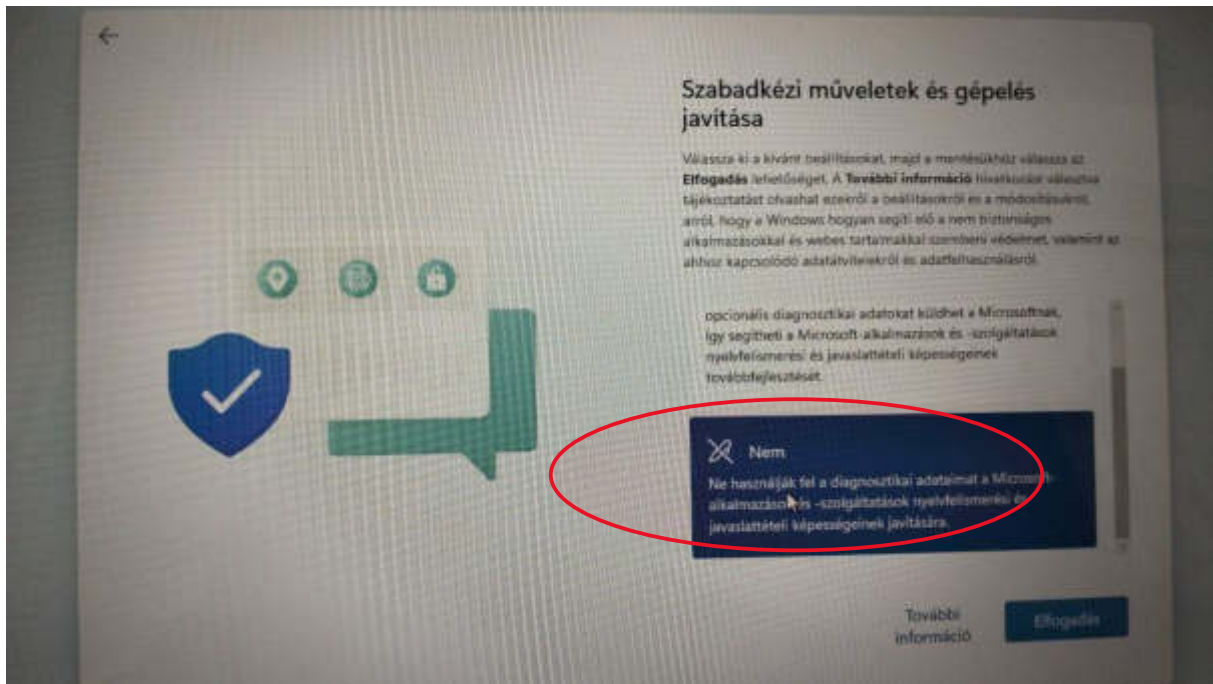 Szabadkézi műveletek és gépelés
javítása
Válassza ki a kívánt beállításokat, majd a mentésükhöz válassza az
Elfogadás lehetőséget. A További információ hivatkozást választva
tájékoztatást olvashat ezekről a beállításokról és a módosításukról,
arról, hogy a Windows hogyan segíti elő a nem biztonságos
alkalmazásokkal és webes tartalmakkal szembeni védelmet, valamint az
ahhoz kapcsolódó adatátvitelekről és adatfelhasználásról.
opcionális diagnosztikai adatokat küldhet a Microsoftnak,
így segítheti a Microsoft-alkalmazások és -szolgáltatások
nyelvfelismerési és javaslattételi képességeinek
továbbfejlesztését.
Nem
Ne használják fel a diagnosztikai adataimat a Microsoft-
alkalmazások és -szolgáltatások nyelvfelismerési és
javaslattételi képességeinek javítására.
További
információ
Elfogadás